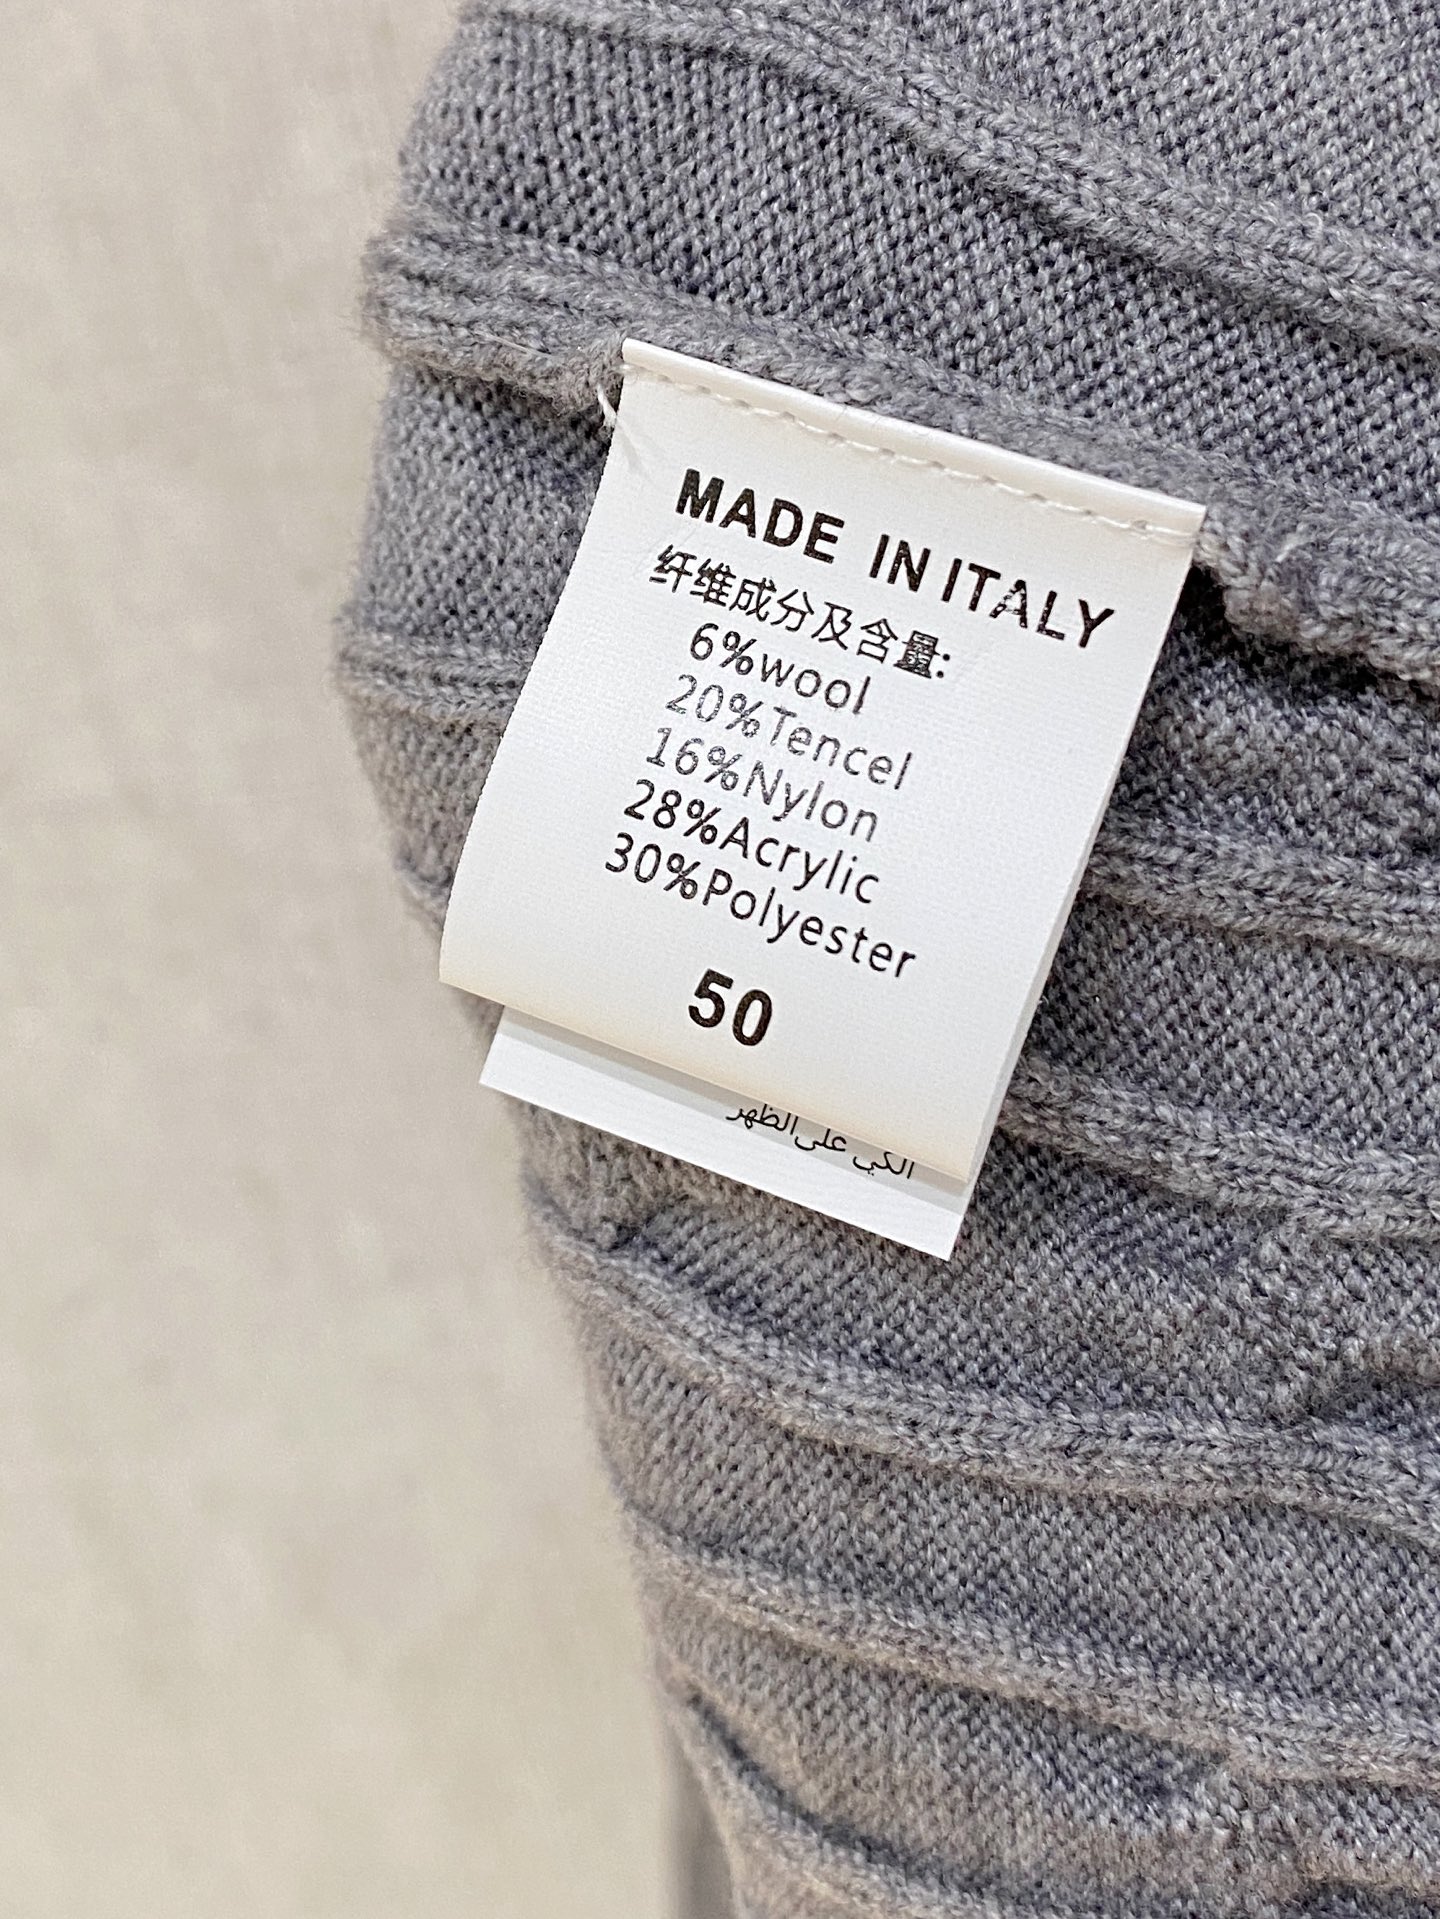 MADE IN ITALY
纤维成分及含量:
6%wool
20%Tencel
16%Nylon
28%Acrylic
30%Polyester
50
الكي على الظهر